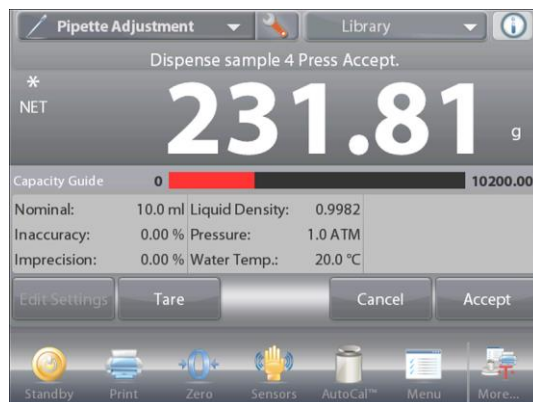 Pipette Adjustment Library
Dispense sample 4 Press Accept.
*
NET
231.81 g
Capacity Guide 0 10200.00
Nominal: 10.0 ml Liquid Density: 0.9982
Inaccuracy: 0.00 % Pressure: 1.0 ATM
Imprecision: 0.00 % Water Temp.: 20.0 °C
Edit Settings Tare Cancel Accept
Standby Print Zero Sensors AutoCal™ Menu More...